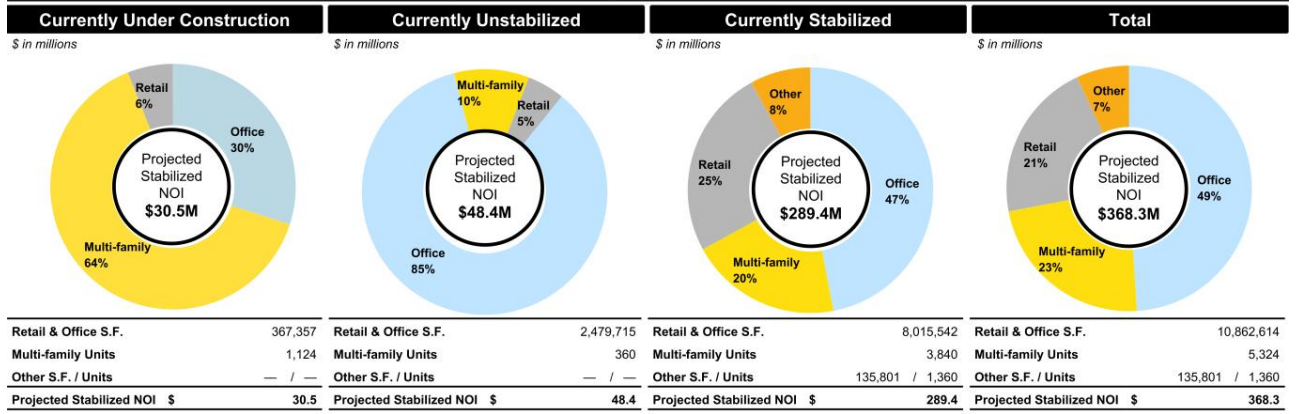 Currently Under Construction
$ in millions
Retail
6%
Office
30%
Projected
Stabilized
NOI
$30.5M
Multi-family
64%
Retail & Office S.F. 367,357
Multi-family Units 1,124
Other S.F. / Units — / —
Projected Stabilized NOI $ 30.5
Currently Unstabilized
$ in millions
Multi-family
10%
Retail
5%
Projected
Stabilized
NOI
$48.4M
Office
85%
Retail & Office S.F. 2,479,715
Multi-family Units 360
Other S.F. / Units — / —
Projected Stabilized NOI $ 48.4
Currently Stabilized
$ in millions
Other
8%
Retail
25%
Projected
Stabilized
NOI
$289.4M
Office
47%
Multi-family
20%
Retail & Office S.F. 8,015,542
Multi-family Units 3,840
Other S.F. / Units 135,801 / 1,360
Projected Stabilized NOI $ 289.4
Total
$ in millions
Other
7%
Retail
21%
Projected
Stabilized
NOI
$368.3M
Office
49%
Multi-family
23%
Retail & Office S.F. 10,862,614
Multi-family Units 5,324
Other S.F. / Units 135,801 / 1,360
Projected Stabilized NOI $ 368.3